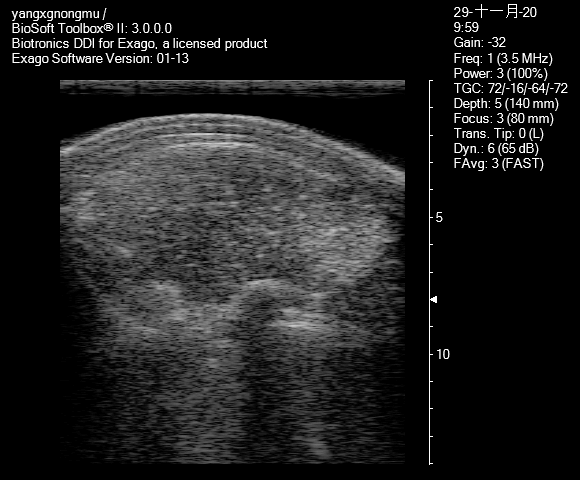 yangxgnongmu /
BioSoft Toolbox® II: 3.0.0.0
Biotronics DDI for Exago, a licensed product
Exago Software Version: 01-13
29-十一月-20
9:59
Gain: -32
Freq: 1 (3.5 MHz)
Power: 3 (100%)
TGC: 72/-16/-64/-72
Depth: 5 (140 mm)
Focus: 3 (80 mm)
Trans. Tip: 0 (L)
Dyn.: 6 (65 dB)
FAvg: 3 (FAST)
5
10